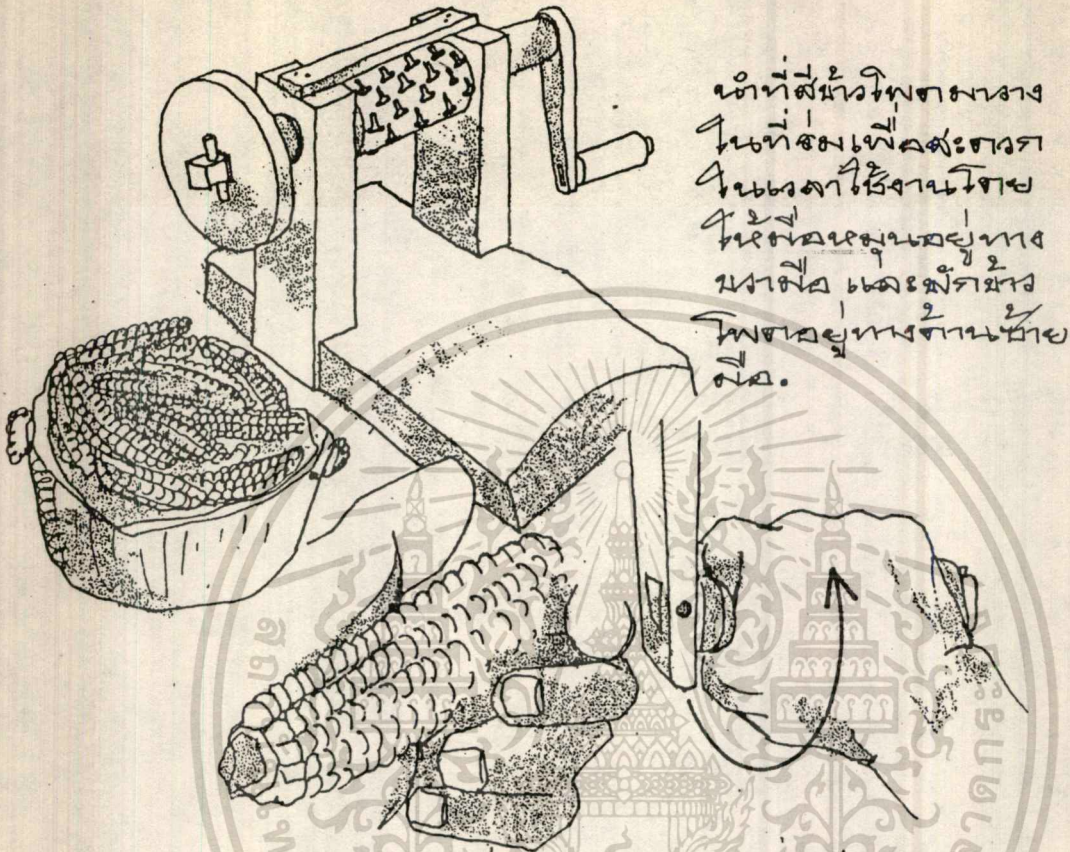 นำที่สีข้าวโพดมาวาง
ในที่ร่มเพื่อสะดวก
ในเวลาใช้งานโดย
ให้มือหมุนอยู่ทาง
ขวามือ และฝักข้าว
โพดอยู่ทางด้านซ้าย
มือ.